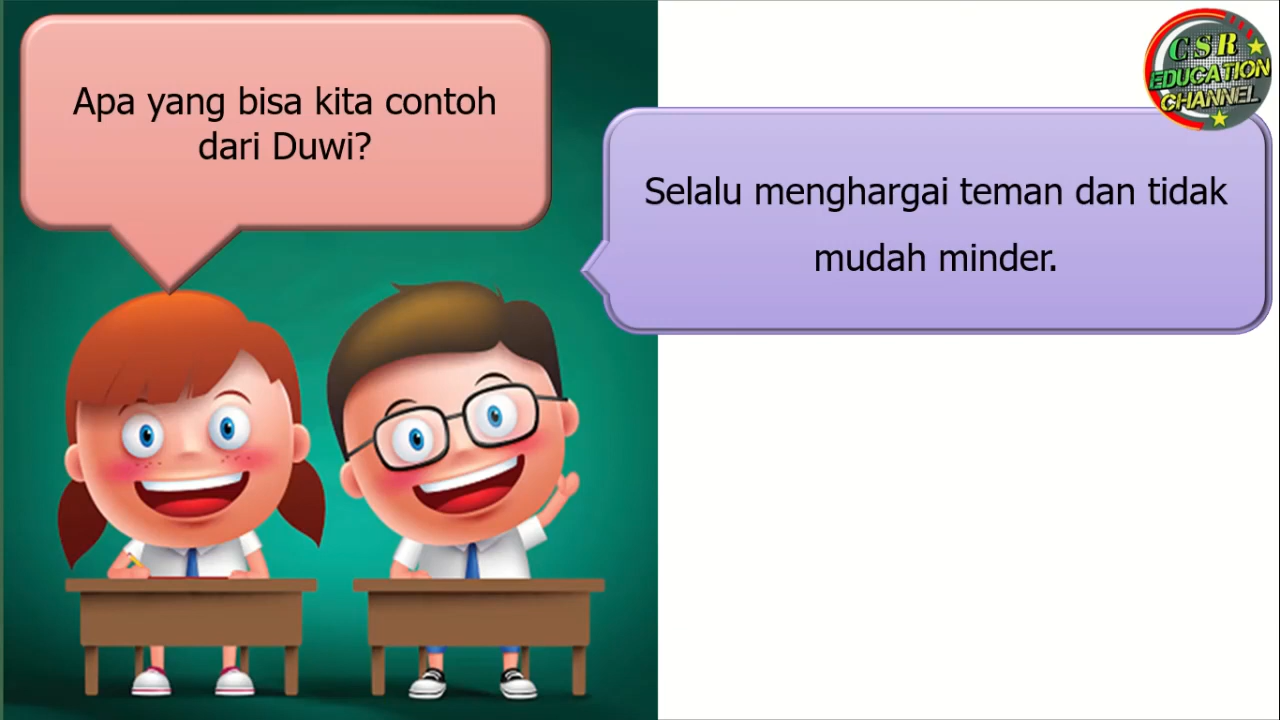 Apa yang bisa kita contoh
dari Duwi?
CSR
EDUCATION
CHANNEL
Selalu menghargai teman dan tidak
mudah minder.